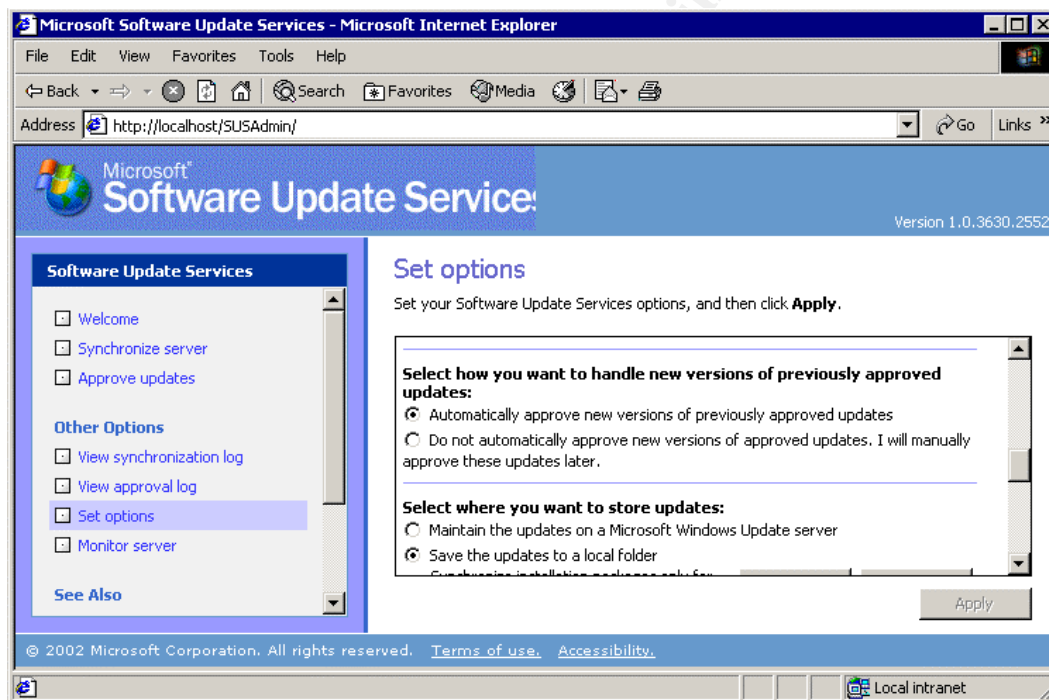 Microsoft Software Update Services - Microsoft Internet Explorer
File Edit View Favorites Tools Help
Back Search Favorites Media
Address http://localhost/SUSAdmin/ Go Links »
Microsoft
Software Update Services
Version 1.0.3630.2552
Software Update Services
Welcome
Synchronize server
Approve updates
Other Options
View synchronization log
View approval log
Set options
Monitor server
See Also
Set options
Set your Software Update Services options, and then click Apply.
Select how you want to handle new versions of previously approved
updates:
Automatically approve new versions of previously approved updates
Do not automatically approve new versions of approved updates. I will manually
approve these updates later.
Select where you want to store updates:
Maintain the updates on a Microsoft Windows Update server
Save the updates to a local folder
Synchronize installation packages only for
Apply
© 2002 Microsoft Corporation. All rights reserved. Terms of use. Accessibility.
Local intranet